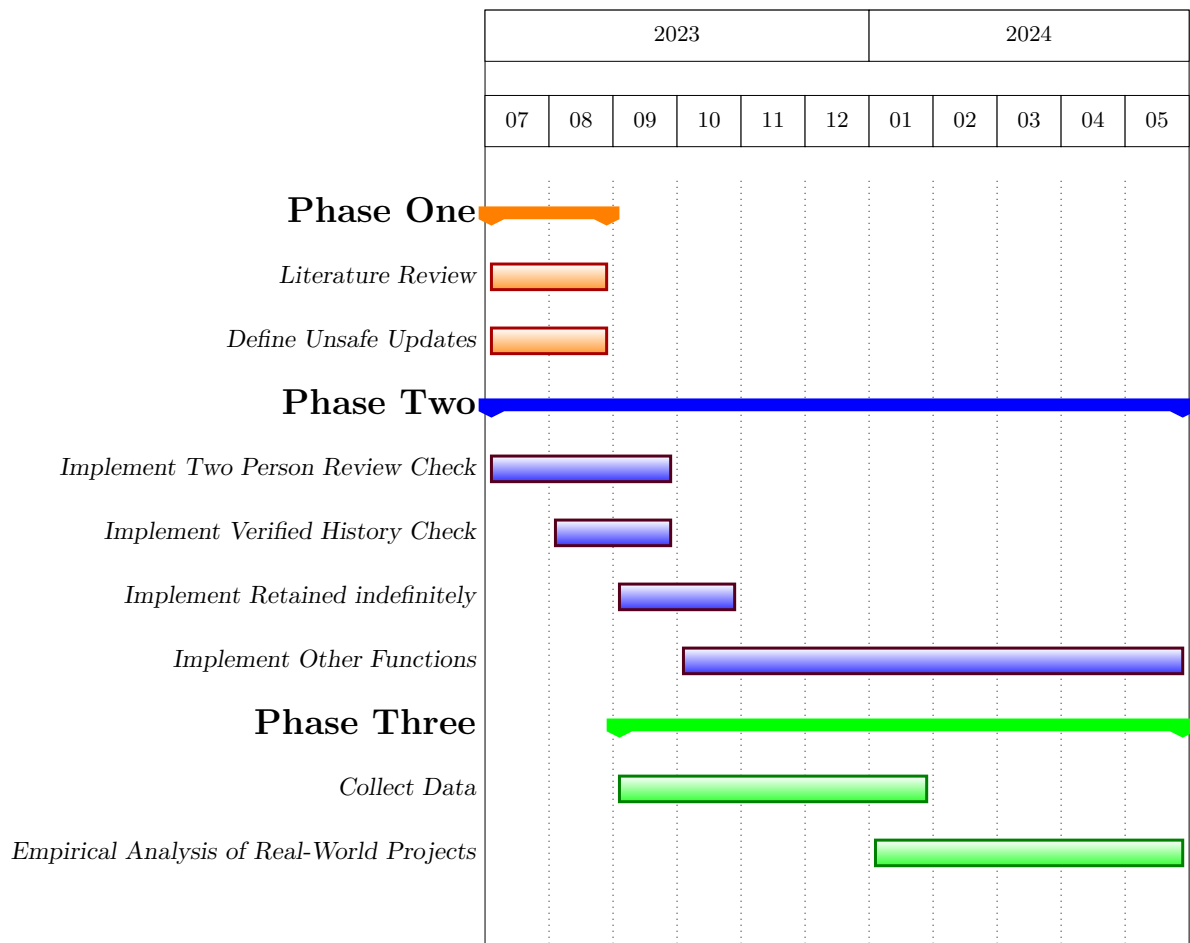 2023 2024
07 08 09 10 11 12 01 02 03 04 05
Phase One
Literature Review
Define Unsafe Updates
Phase Two
Implement Two Person Review Check
Implement Verified History Check
Implement Retained indefinitely
Implement Other Functions
Phase Three
Collect Data
Empirical Analysis of Real-World Projects